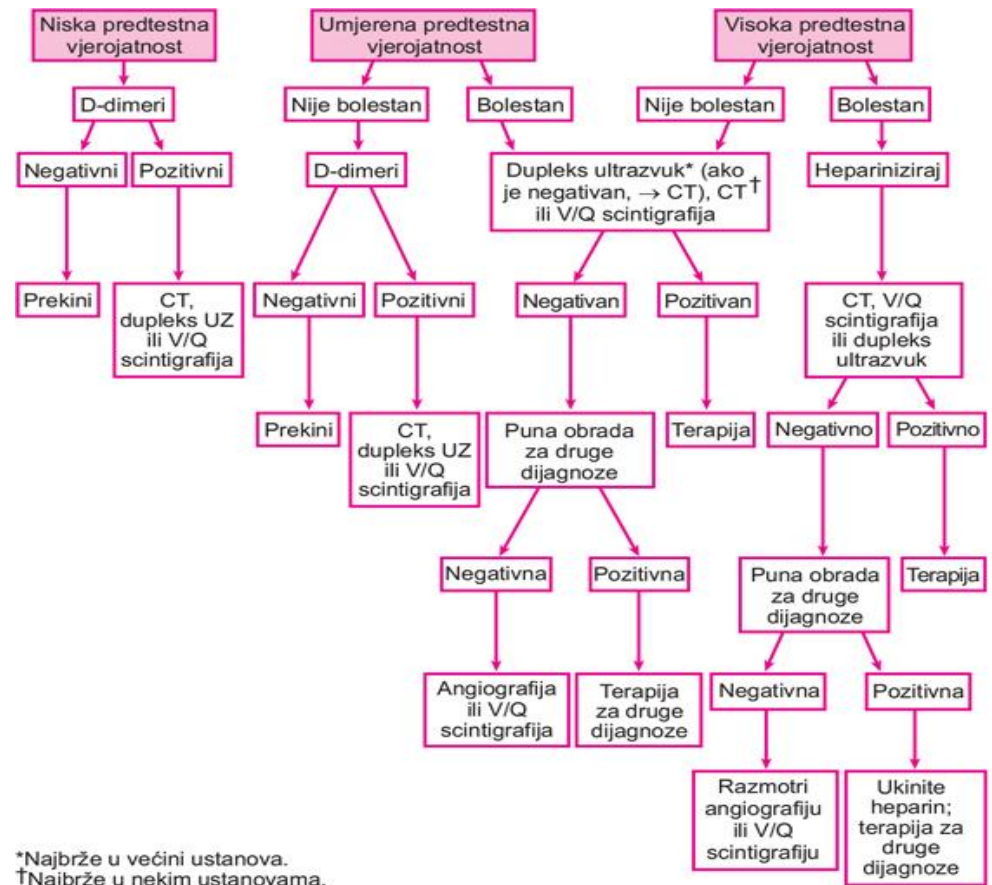 Niska predtestna
vjerojatnost
Umjerena predtestna
vjerojatnost
Visoka predtestna
vjerojatnost
D-dimeri
Nije bolestan
Bolestan
Nije bolestan
Bolestan
Negativni
Pozitivni
D-dimeri
Dupleks ultrazvuk* (ako
je negativan, → CT), CT†
ili V/Q scintigrafija
Hepariniziraj
Prekini
CT,
dupleks UZ
ili V/Q
scintigrafija
Negativni
Pozitivni
Negativan
Pozitivan
CT, V/Q
scintigrafija
ili dupleks
ultrazvuk
Prekini
CT,
dupleks UZ
ili V/Q
scintigrafija
Puna obrada
za druge
dijagnoze
Terapija
Negativno
Pozitivno
Negativna
Pozitivna
Puna obrada
za druge
dijagnoze
Terapija
Angiografija
ili V/Q
scintigrafija
Terapija
za druge
dijagnoze
Negativna
Pozitivna
Razmotri
angiografiju
ili V/Q
scintigrafiju
Ukinite
heparin;
terapija za
druge
dijagnoze
*Najbrže u većini ustanova.
†Najbrže u nekim ustanovama.